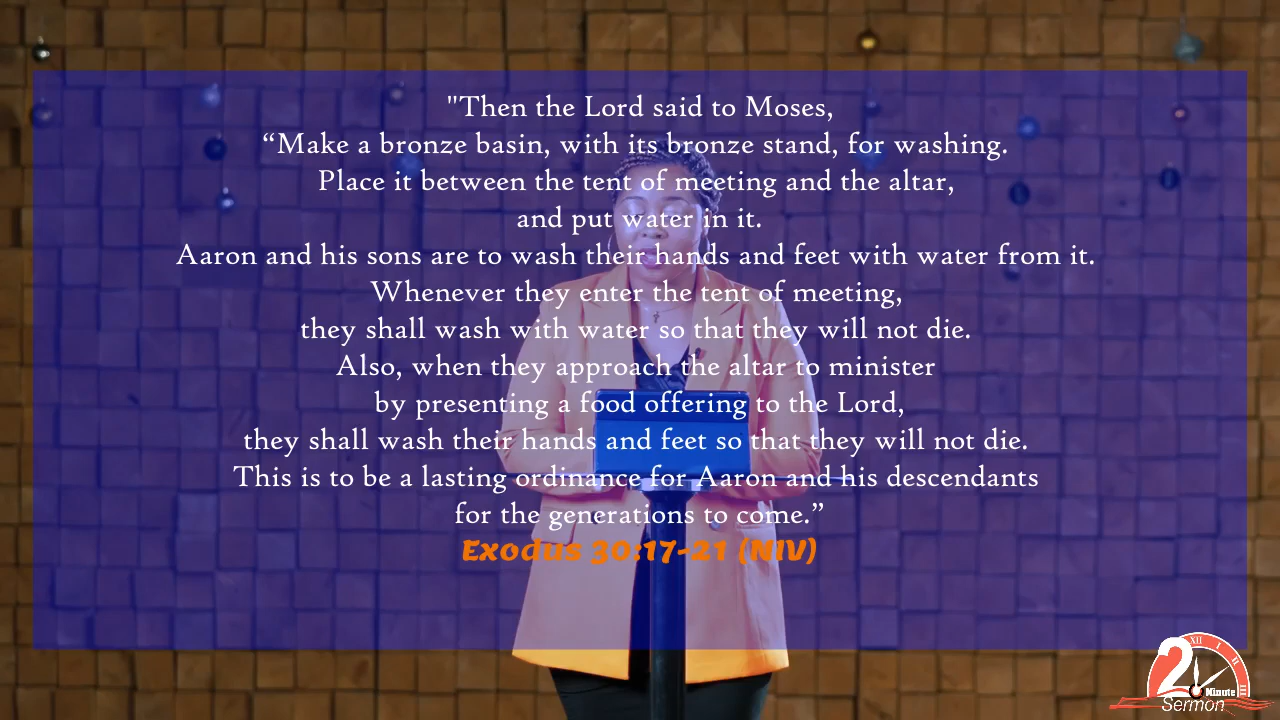 "Then the Lord said to Moses,
“Make a bronze basin, with its bronze stand, for washing.
Place it between the tent of meeting and the altar,
and put water in it.
Aaron and his sons are to wash their hands and feet with water from it.
Whenever they enter the tent of meeting,
they shall wash with water so that they will not die.
Also, when they approach the altar to minister
by presenting a food offering to the Lord,
they shall wash their hands and feet so that they will not die.
This is to be a lasting ordinance for Aaron and his descendants
for the generations to come.”
Exodus 30:17-21 (NIV)
XII I II III
2 Minute
Sermon